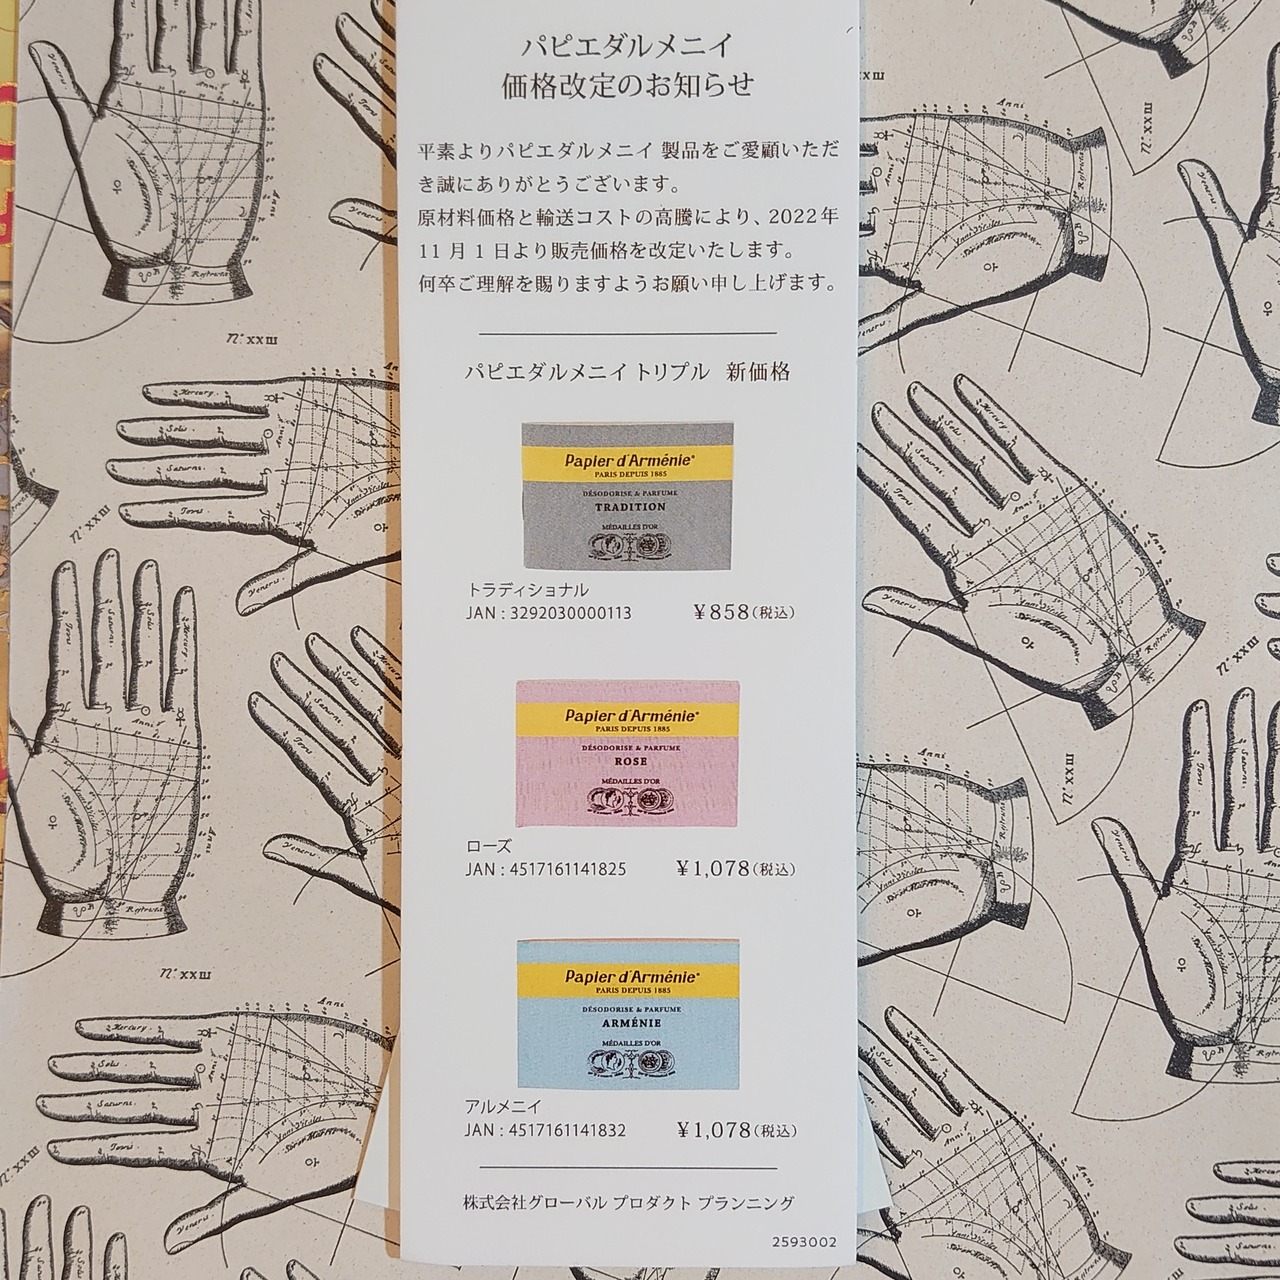 パピエダルメニイ
価格改定のお知らせ
平素よりパピエダルメニイ 製品をご愛顧いただ
き誠にありがとうございます。
原材料価格と輸送コストの高騰により、2022年
11月1日より販売価格を改定いたします。
何卒ご理解を賜りますようお願い申し上げます。
パピエダルメニイ トリプル 新価格
Papier d'Arménie®
PARIS DEPUIS 1885
DÉSODORISE & PARFUME
TRADITION
MÉDAILLES D'OR
トラディショナル
JAN : 3292030000113 ¥858(税込)
Papier d'Arménie®
PARIS DEPUIS 1885
DÉSODORISE & PARFUME
ROSE
MÉDAILLES D'OR
ローズ
JAN : 4517161141825 ¥1,078(税込)
Papier d'Arménie®
PARIS DEPUIS 1885
DÉSODORISE & PARFUME
ARMÉNIE
MÉDAILLES D'OR
アルメニイ
JAN : 4517161141832 ¥1,078(税込)
株式会社グローバル プロダクト プランニング
2593002